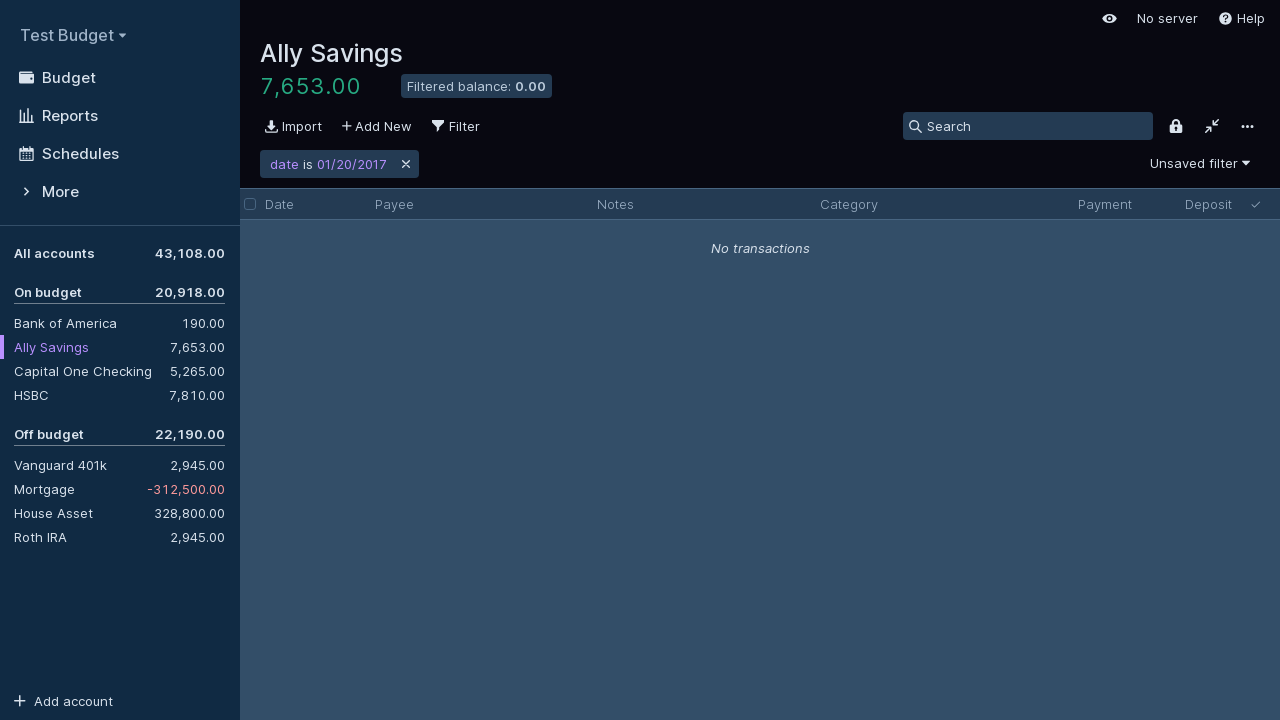 Test Budget
Budget
Reports
Schedules
More
All accounts 43,108.00
On budget 20,918.00
Bank of America 190.00
Ally Savings 7,653.00
Capital One Checking 5,265.00
HSBC 7,810.00
Off budget 22,190.00
Vanguard 401k 2,945.00
Mortgage -312,500.00
House Asset 328,800.00
Roth IRA 2,945.00
Add account
No server Help
Ally Savings
7,653.00 Filtered balance: 0.00
Import Add New Filter Search
date is 01/20/2017 Unsaved filter
Date Payee Notes Category Payment Deposit
No transactions